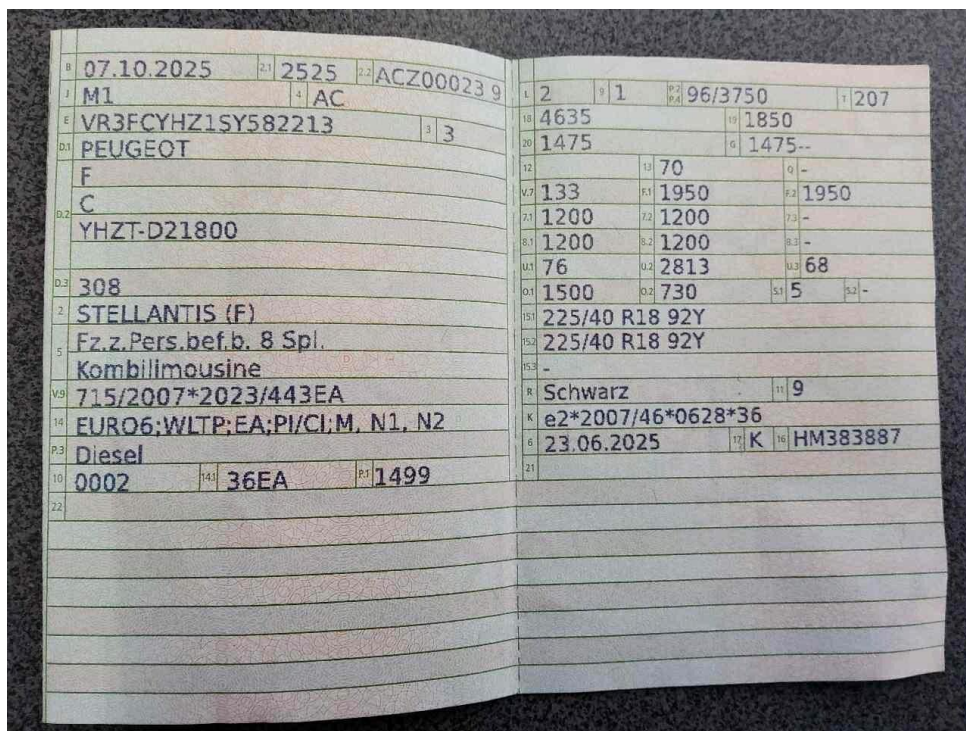 B 07.10.2025 2.1 2525 2.2 ACZ00023 9
J M1 4 AC
E VR3FCYHZ1SY582213 3 3
D.1 PEUGEOT
F
D.2 C
YHZT-D21800
D.3 308
2 STELLANTIS (F)
5 Fz.z.Pers.bef.b. 8 Spl.
Kombilimousine
V.9 715/2007*2023/443EA
14 EURO6;WLTP;EA;PI/CI;M, N1, N2
P.3 Diesel
10 0002 14.1 36EA P.1 1499
22
L 2 9 1 P.2 P.4 96/3750 T 207
18 4635 19 1850
20 1475 G 1475--
12 13 70 Q -
V.7 133 F.1 1950 F.2 1950
7.1 1200 7.2 1200 7.3 -
8.1 1200 8.2 1200 8.3 -
U.1 76 U.2 2813 U.3 68
O.1 1500 O.2 730 S.1 5 S.2 -
15.1 225/40 R18 92Y
15.2 225/40 R18 92Y
15.3 -
R Schwarz 11 9
K e2*2007/46*0628*36
6 23.06.2025 17 K 16 HM383887
21